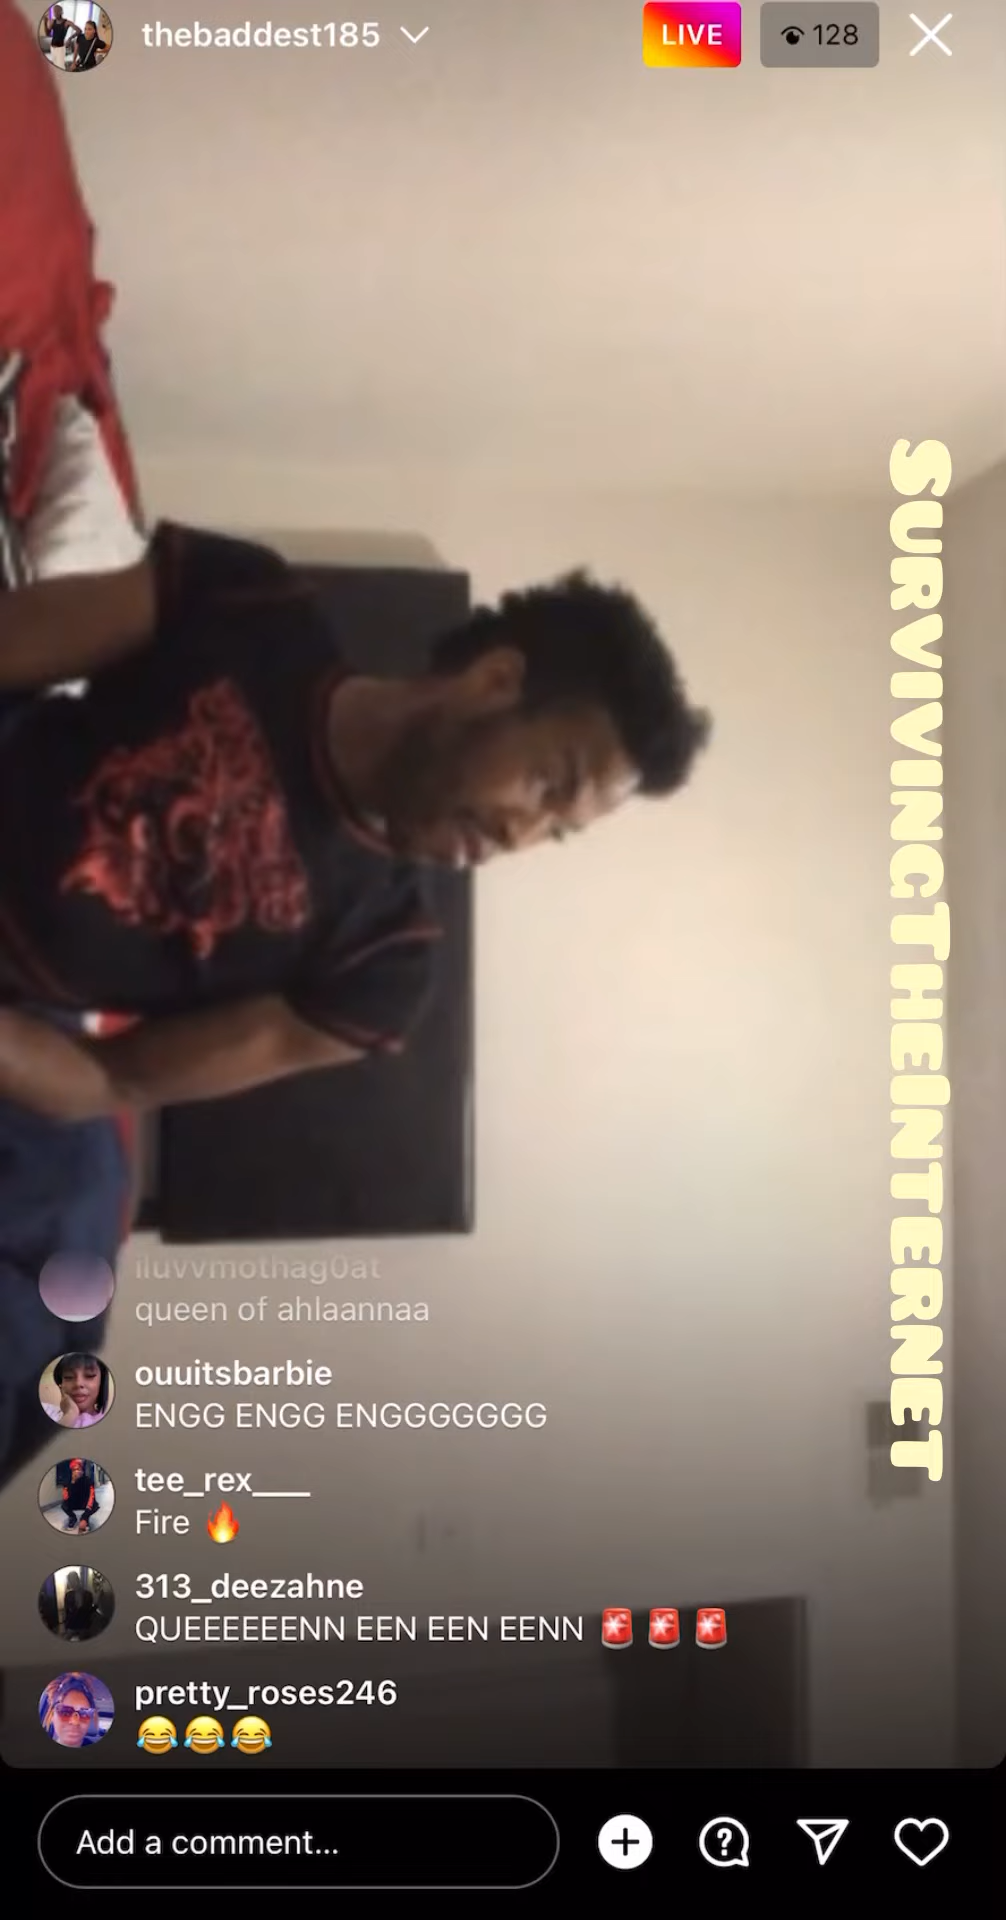 thebaddest185
LIVE
128
SURVIVINGTHEINTERNET
iluvvmothag0at
queen of ahlaannaa
ouuitsbarbie
ENGG ENGG ENGGGGGGG
tee_rex___
Fire 🔥
313_deezahne
QUEEEEEENN EEN EEN EENN 🚨 🚨 🚨
pretty_roses246
😂😂😂
Add a comment...